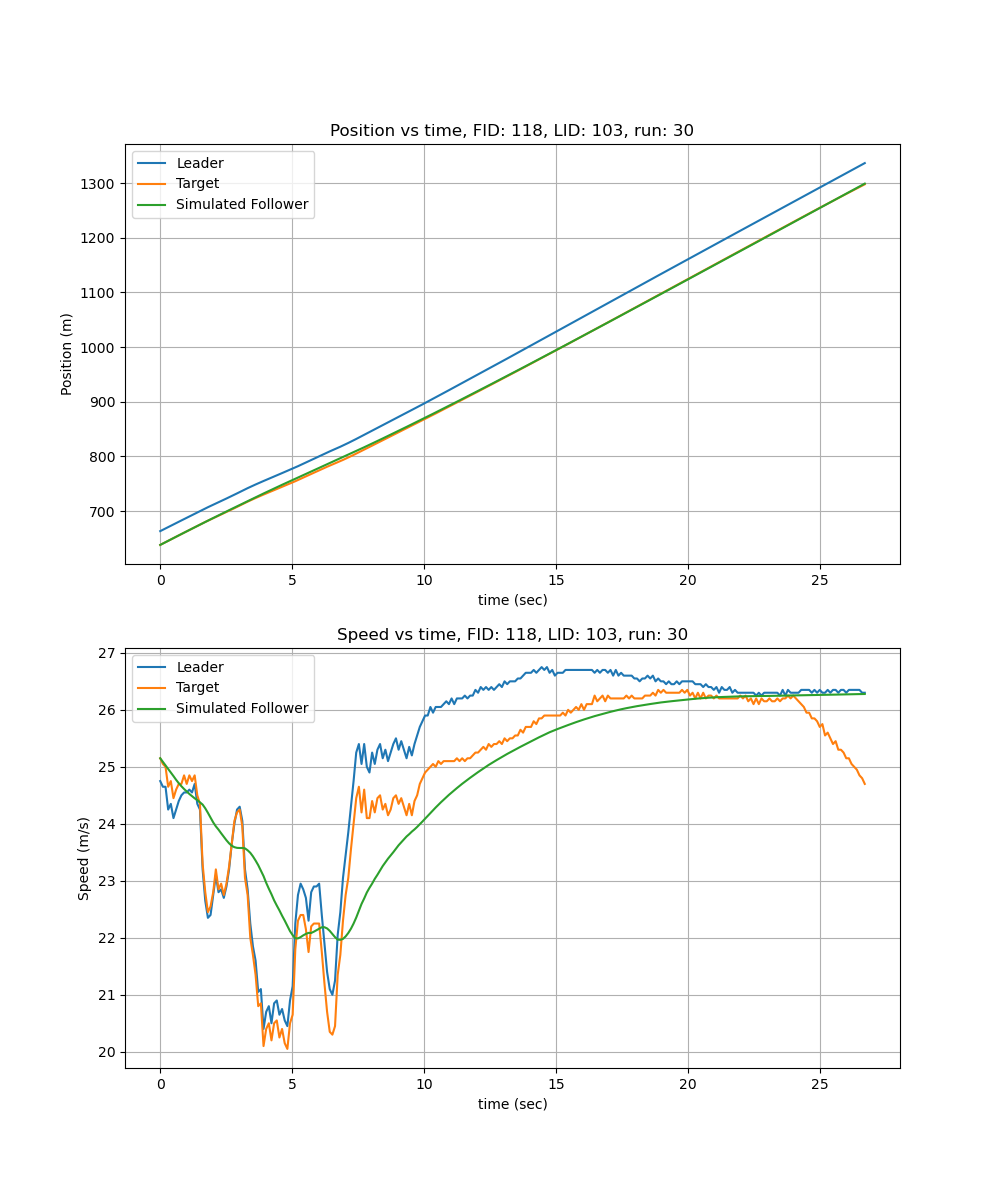 Position vs time, FID: 118, LID: 103, run: 30
Leader
Target
Simulated Follower
Position (m)
1300
1200
1100
1000
900
800
700
0 5 10 15 20 25
time (sec)
Speed vs time, FID: 118, LID: 103, run: 30
Leader
Target
Simulated Follower
Speed (m/s)
27
26
25
24
23
22
21
20
0 5 10 15 20 25
time (sec)